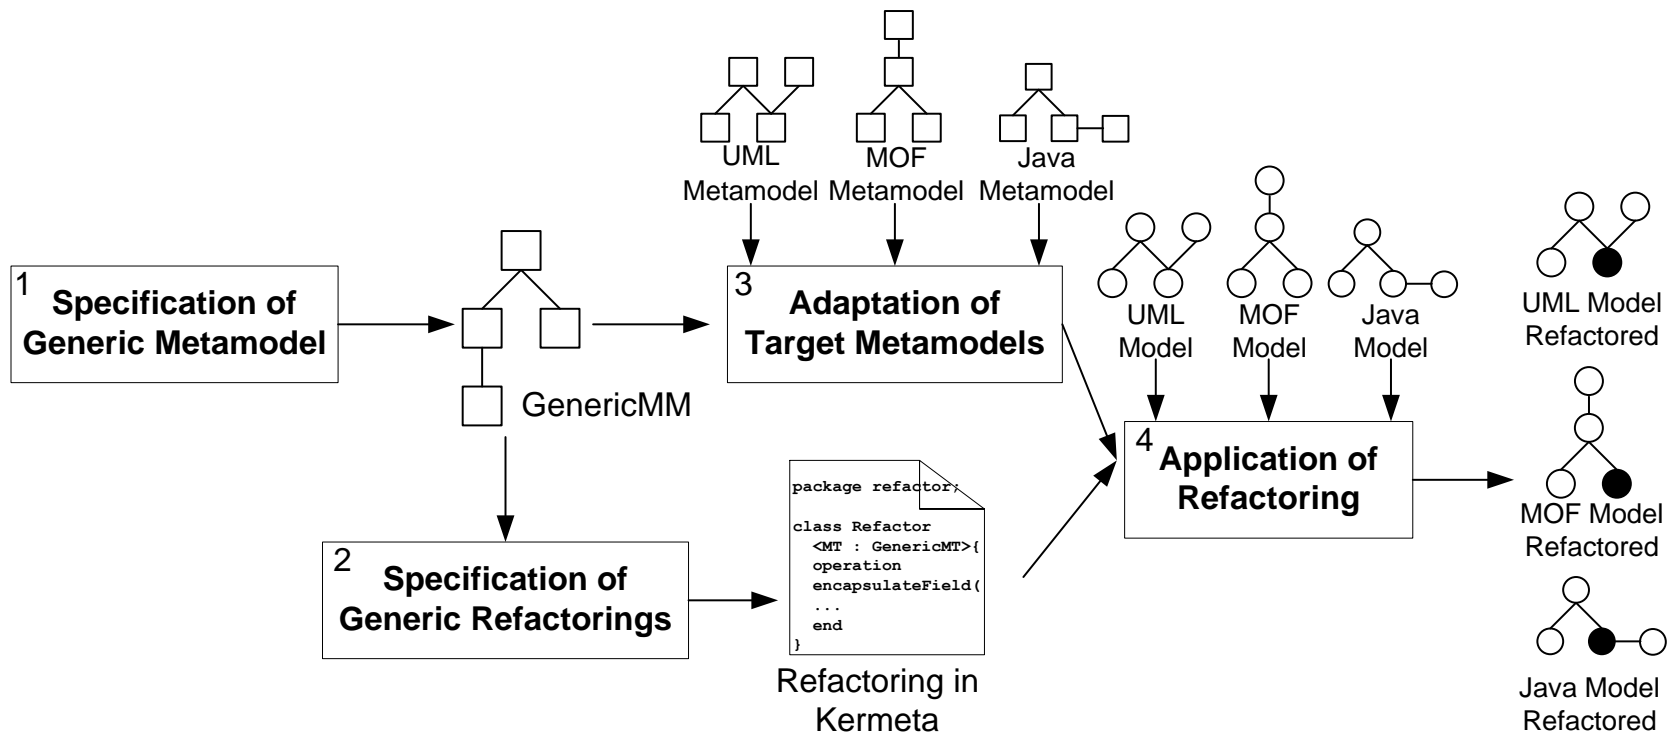 1
Specification of
Generic Metamodel
GenericMM
UML
Metamodel
MOF
Metamodel
Java
Metamodel
3
Adaptation of
Target Metamodels
2
Specification of
Generic Refactorings
package refactor;
class Refactor
<MT : GenericMT>{
operation
encapsulateField(
...
end
}
Refactoring in
Kermeta
UML
Model
MOF
Model
Java
Model
4
Application of
Refactoring
UML Model
Refactored
MOF Model
Refactored
Java Model
Refactored